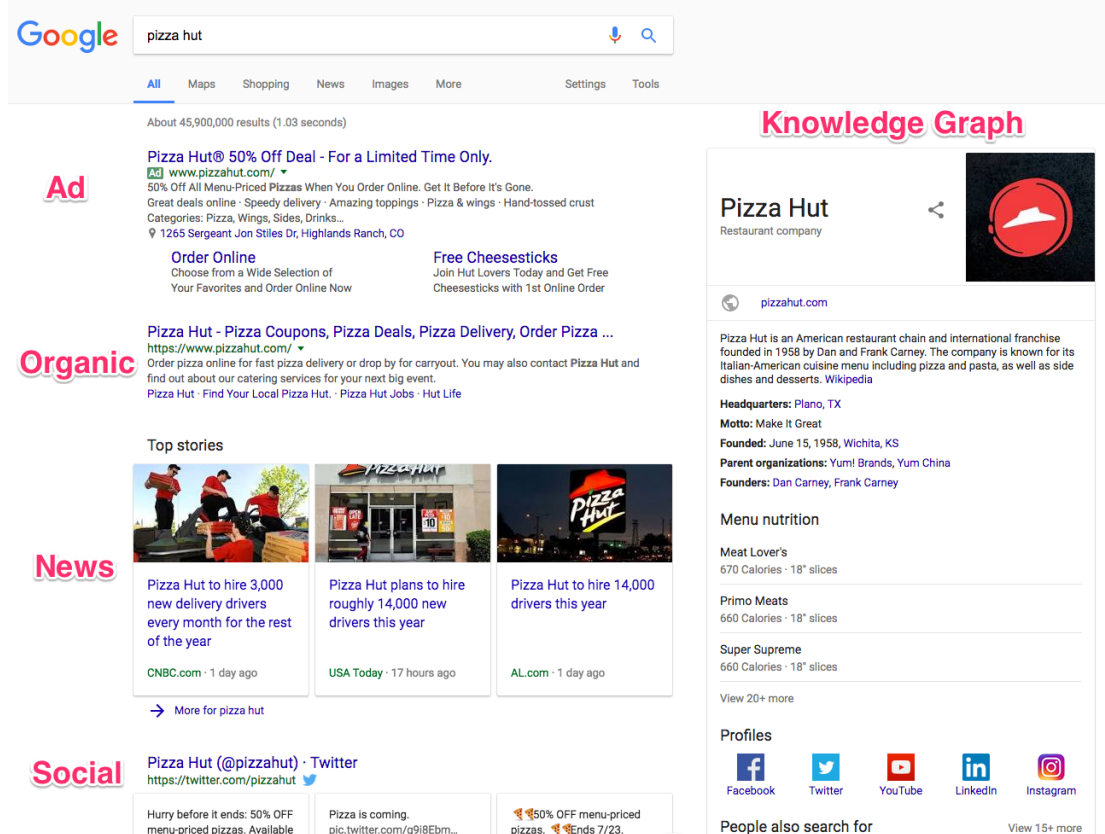 Google
pizza hut
All Maps Shopping News Images More Settings Tools
About 45,900,000 results (1.03 seconds)
Ad
Pizza Hut® 50% Off Deal - For a Limited Time Only.
Ad www.pizzahut.com/
50% Off All Menu-Priced Pizzas When You Order Online. Get It Before It's Gone.
Great deals online · Speedy delivery · Amazing toppings · Pizza & wings · Hand-tossed crust
Categories: Pizza, Wings, Sides, Drinks...
1265 Sergeant Jon Stiles Dr, Highlands Ranch, CO
Order Online
Choose from a Wide Selection of
Your Favorites and Order Online Now
Free Cheesesticks
Join Hut Lovers Today and Get Free
Cheesesticks with 1st Online Order
Organic
Pizza Hut - Pizza Coupons, Pizza Deals, Pizza Delivery, Order Pizza ...
https://www.pizzahut.com/
Order pizza online for fast pizza delivery or drop by for carryout. You may also contact Pizza Hut and
find out about our catering services for your next big event.
Pizza Hut · Find Your Local Pizza Hut. · Pizza Hut Jobs · Hut Life
Top stories
News
Pizza Hut
Pizza
Hut
Pizza Hut to hire 3,000
new delivery drivers
every month for the rest
of the year
CNBC.com · 1 day ago
Pizza Hut plans to hire
roughly 14,000 new
drivers this year
USA Today · 17 hours ago
Pizza Hut to hire 14,000
drivers this year
AL.com · 1 day ago
More for pizza hut
Social
Pizza Hut (@pizzahut) · Twitter
https://twitter.com/pizzahut
Hurry before it ends: 50% OFF
menu-priced pizzas. Available
Pizza is coming.
pic.twitter.com/q9i8Ebm...
🍕🍕50% OFF menu-priced
pizzas. 🍕🍕Ends 7/23.
Knowledge Graph
Pizza Hut
Restaurant company
pizzahut.com
Pizza Hut is an American restaurant chain and international franchise
founded in 1958 by Dan and Frank Carney. The company is known for its
Italian-American cuisine menu including pizza and pasta, as well as side
dishes and desserts. Wikipedia
Headquarters: Plano, TX
Motto: Make It Great
Founded: June 15, 1958, Wichita, KS
Parent organizations: Yum! Brands, Yum China
Founders: Dan Carney, Frank Carney
Menu nutrition
Meat Lover's
670 Calories · 18" slices
Primo Meats
660 Calories · 18" slices
Super Supreme
660 Calories · 18" slices
View 20+ more
Profiles
Facebook Twitter YouTube LinkedIn Instagram
People also search for View 15+ more